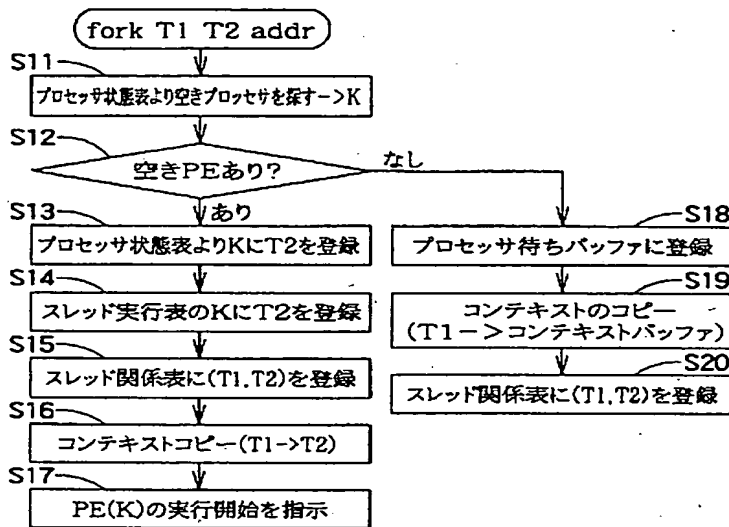 fork T1 T2 addr
S11
プロセッサ状態表より空きプロッセサを探すー>K
S12
空きPEあり?
なし
あり
S13
プロセッサ状態表よりKにT2を登録
S14
スレッド実行表のKにT2を登録
S15
スレッド関係表に(T1,T2)を登録
S16
コンテキストコピー(T1->T2)
S17
PE(K)の実行開始を指示
S18
プロセッサ待ちバッファに登録
S19
コンテキストのコピー
(T1ー>コンテキストバッファ)
S20
スレッド関係表に(T1,T2)を登録